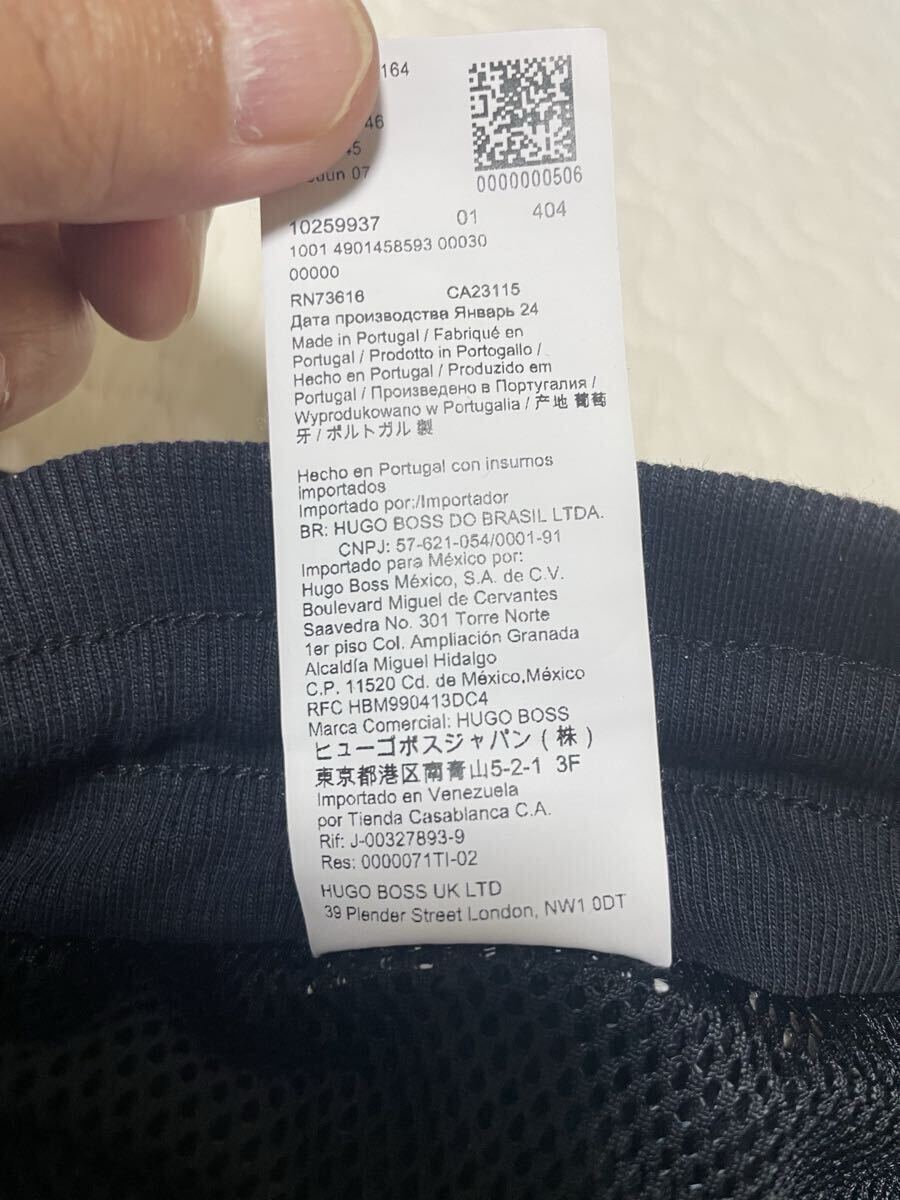 164
46
45
07
0000000506
10259937 01 404
1001 4901458593 00030
00000
RN73616 CA23115
Дата производства Январь 24
Made in Portugal / Fabriqué en
Portugal / Prodotto in Portogallo /
Hecho en Portugal / Produzido em
Portugal / Произведено в Португалия /
Wyprodukowano w Portugalia / 产地 葡萄
牙 / ポルトガル 製
Hecho en Portugal con insumos
importados
Importado por:/Importador
BR: HUGO BOSS DO BRASIL LTDA.
CNPJ: 57-621-054/0001-91
Importado para México por:
Hugo Boss México, S.A. de C.V.
Boulevard Miguel de Cervantes
Saavedra No. 301 Torre Norte
1er piso Col. Ampliación Granada
Alcaldía Miguel Hidalgo
C.P. 11520 Cd. de México,México
RFC HBM990413DC4
Marca Comercial: HUGO BOSS
ヒューゴボスジャパン ( 株 )
東京都港区南青山5-2-1 3F
Importado en Venezuela
por Tienda Casablanca C.A.
Rif: J-00327893-9
Res: 0000071TI-02
HUGO BOSS UK LTD
39 Plender Street London, NW1 0DT